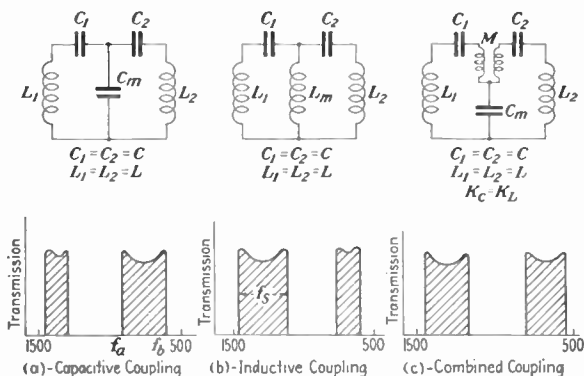 C1 C2 C1 C2 C1 M C2
L1 Cm L2 L1 Lm L2 L1 Cm L2
C1 = C2 = C
L1 = L2 = L
C1 = C2 = C
L1 = L2 = L
C1 = C2 = C
L1 = L2 = L
KC = KL
Transmission
1500 fa fb 500
(a)-Capacitive Coupling
Transmission
fs
1500 500
(b)-Inductive Coupling
Transmission
1500 500
(c)-Combined Coupling